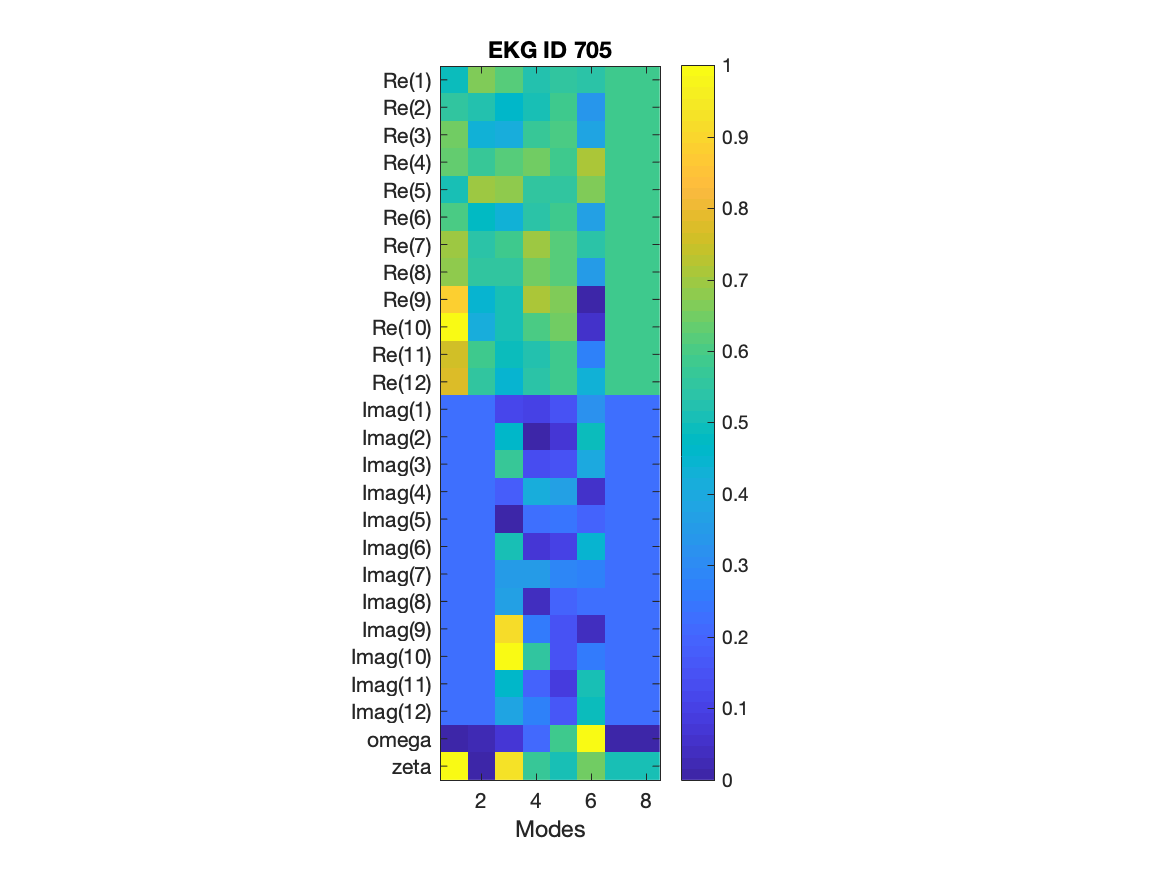 EKG ID 705
Re(1)
Re(2)
Re(3)
Re(4)
Re(5)
Re(6)
Re(7)
Re(8)
Re(9)
Re(10)
Re(11)
Re(12)
Imag(1)
Imag(2)
Imag(3)
Imag(4)
Imag(5)
Imag(6)
Imag(7)
Imag(8)
Imag(9)
Imag(10)
Imag(11)
Imag(12)
omega
zeta
2 4 6 8
Modes
1
0.9
0.8
0.7
0.6
0.5
0.4
0.3
0.2
0.1
0